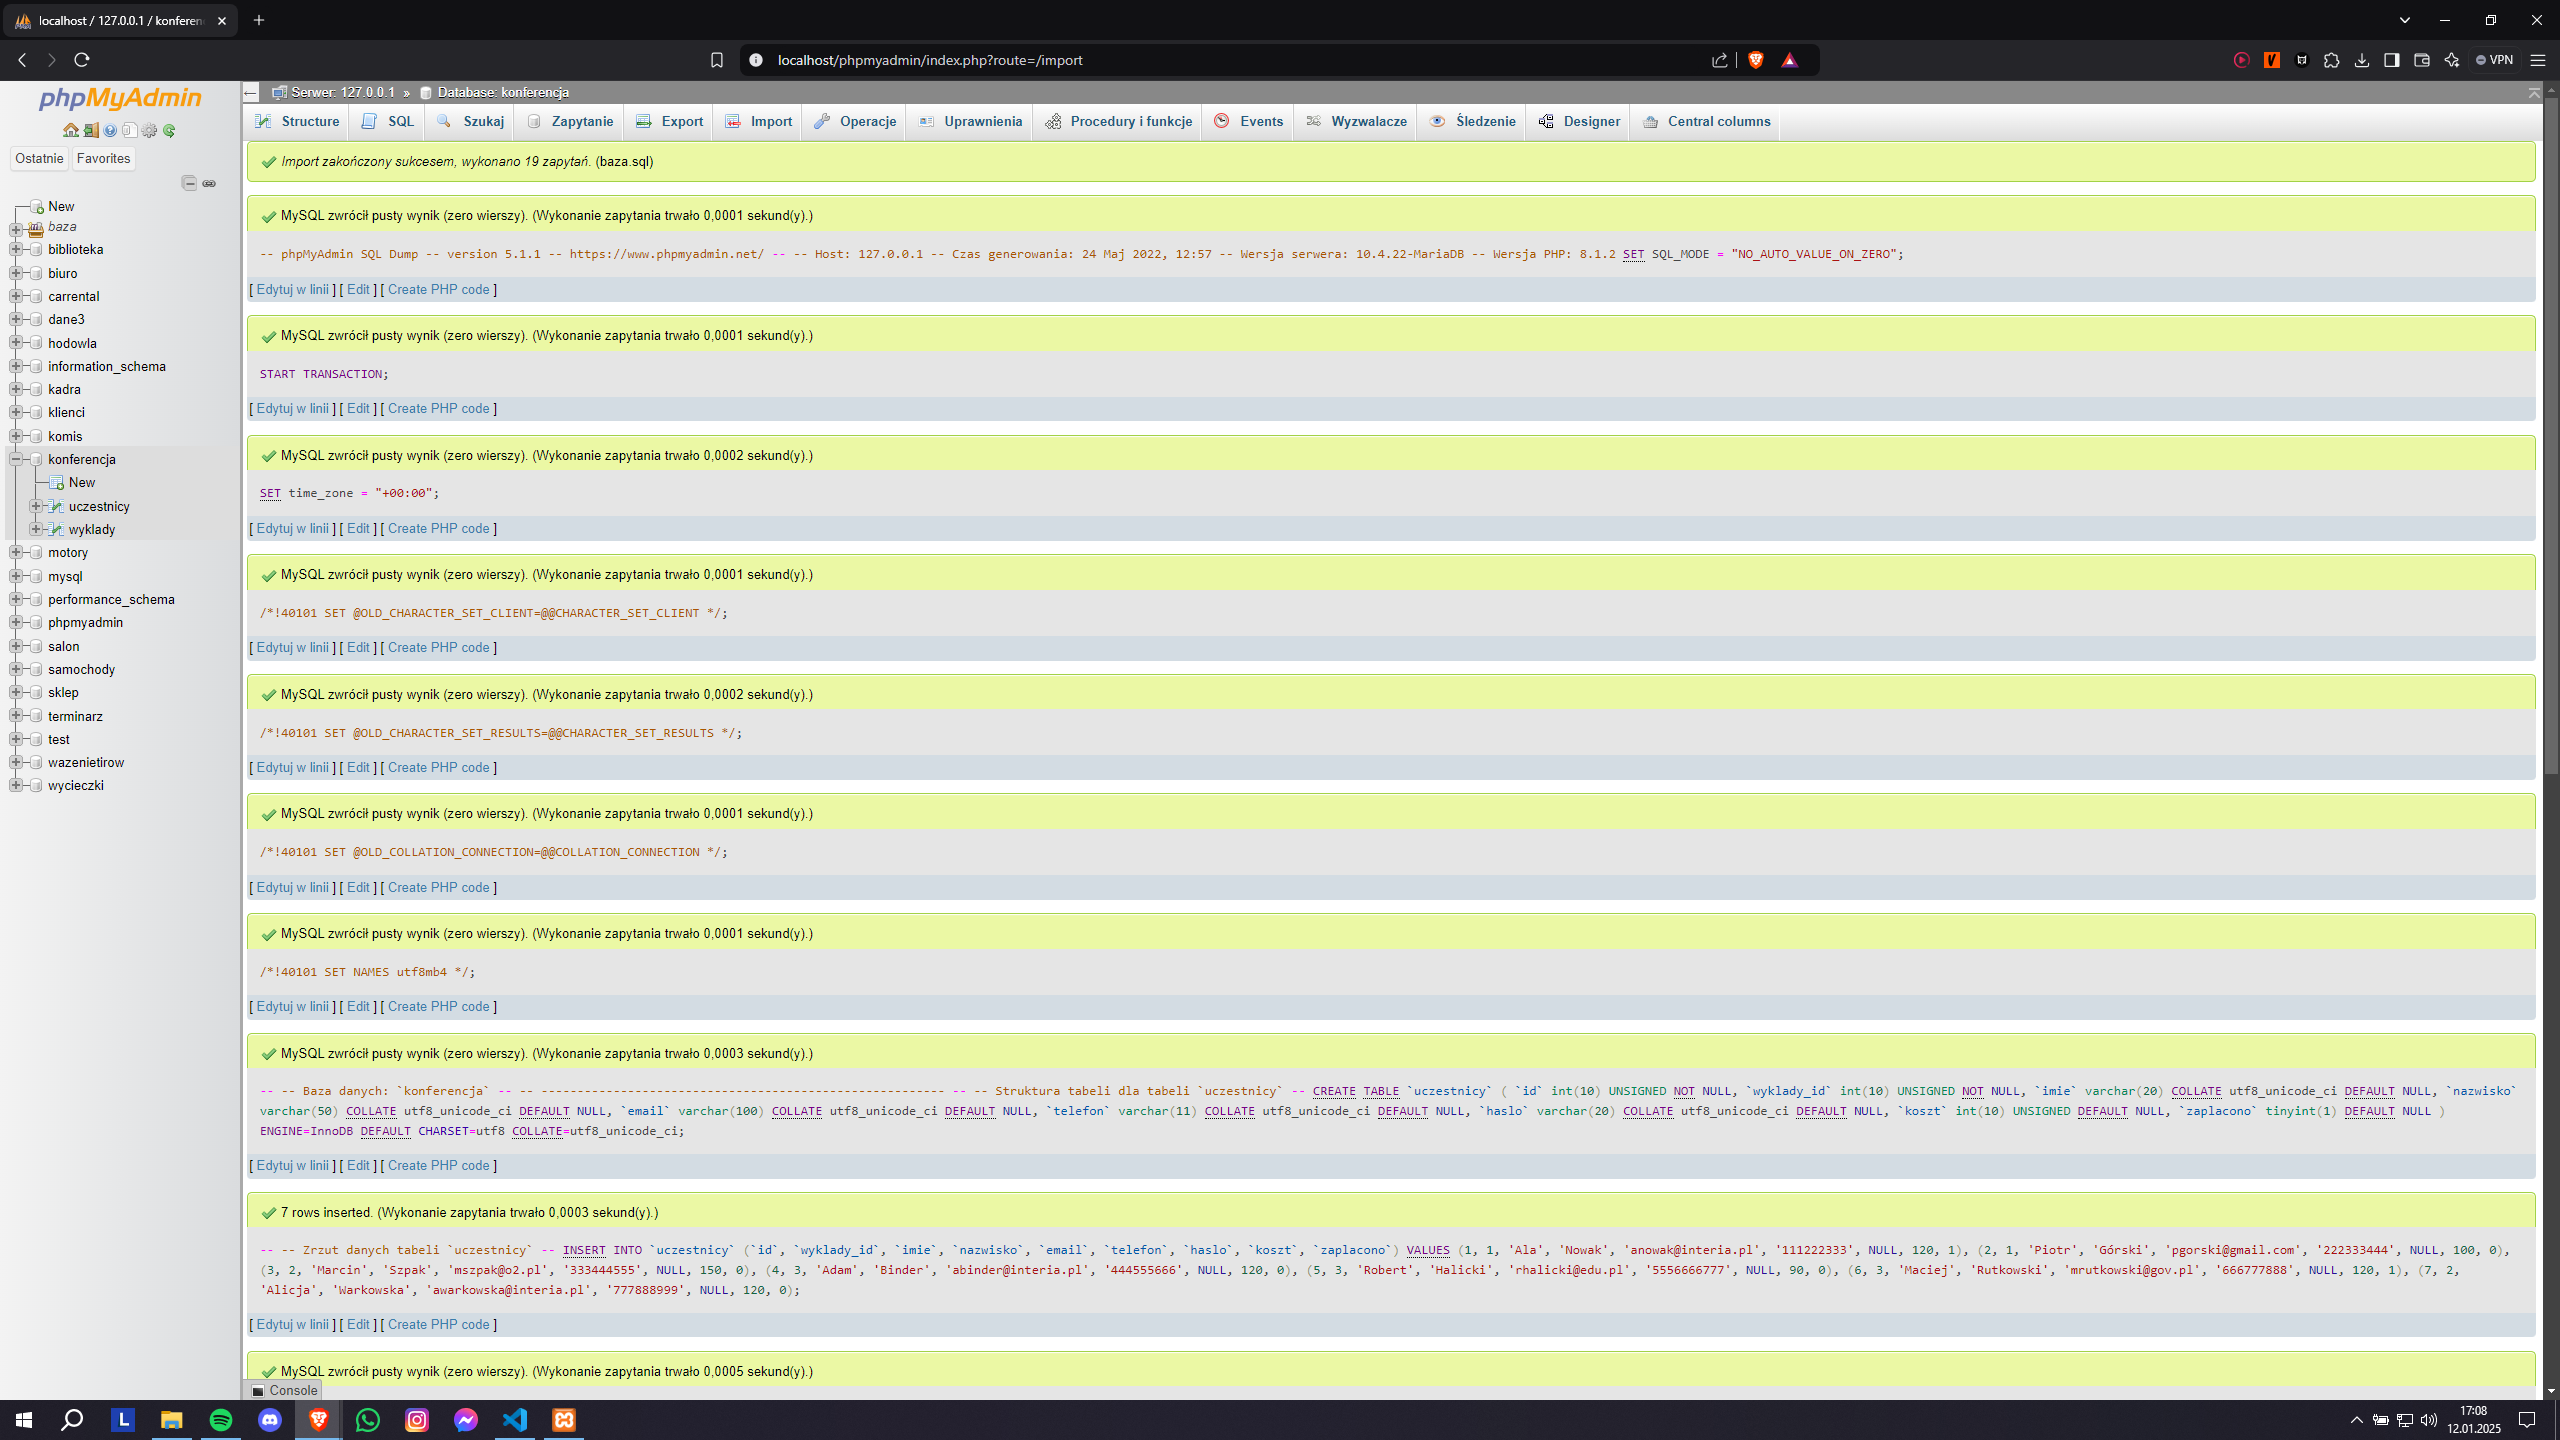 localhost / 127.0.0.1 / konferen
localhost/phpmyadmin/index.php?route=/import
VPN
phpMyAdmin
Ostatnie
Favorites
New
baza
biblioteka
biuro
carrental
dane3
hodowla
information_schema
kadra
klienci
komis
konferencja
New
uczestnicy
wyklady
motory
mysql
performance_schema
phpmyadmin
salon
samochody
sklep
terminarz
test
wazenietirow
wycieczki
Serwer: 127.0.0.1 » Database: konferencja
Structure SQL Szukaj Zapytanie Export Import Operacje Uprawnienia Procedury i funkcje Events Wyzwalacze Śledzenie Designer Central columns
Import zakończony sukcesem, wykonano 19 zapytań. (baza.sql)
MySQL zwrócił pusty wynik (zero wierszy). (Wykonanie zapytania trwało 0,0001 sekund(y).)
-- phpMyAdmin SQL Dump -- version 5.1.1 -- https://www.phpmyadmin.net/ -- -- Host: 127.0.0.1 -- Czas generowania: 24 Maj 2022, 12:57 -- Wersja serwera: 10.4.22-MariaDB -- Wersja PHP: 8.1.2 SET SQL_MODE = "NO_AUTO_VALUE_ON_ZERO";
[ Edytuj w linii ] [ Edit ] [ Create PHP code ]
MySQL zwrócił pusty wynik (zero wierszy). (Wykonanie zapytania trwało 0,0001 sekund(y).)
START TRANSACTION;
[ Edytuj w linii ] [ Edit ] [ Create PHP code ]
MySQL zwrócił pusty wynik (zero wierszy). (Wykonanie zapytania trwało 0,0002 sekund(y).)
SET time_zone = "+00:00";
[ Edytuj w linii ] [ Edit ] [ Create PHP code ]
MySQL zwrócił pusty wynik (zero wierszy). (Wykonanie zapytania trwało 0,0001 sekund(y).)
/*!40101 SET @OLD_CHARACTER_SET_CLIENT=@@CHARACTER_SET_CLIENT */;
[ Edytuj w linii ] [ Edit ] [ Create PHP code ]
MySQL zwrócił pusty wynik (zero wierszy). (Wykonanie zapytania trwało 0,0002 sekund(y).)
/*!40101 SET @OLD_CHARACTER_SET_RESULTS=@@CHARACTER_SET_RESULTS */;
[ Edytuj w linii ] [ Edit ] [ Create PHP code ]
MySQL zwrócił pusty wynik (zero wierszy). (Wykonanie zapytania trwało 0,0001 sekund(y).)
/*!40101 SET @OLD_COLLATION_CONNECTION=@@COLLATION_CONNECTION */;
[ Edytuj w linii ] [ Edit ] [ Create PHP code ]
MySQL zwrócił pusty wynik (zero wierszy). (Wykonanie zapytania trwało 0,0001 sekund(y).)
/*!40101 SET NAMES utf8mb4 */;
[ Edytuj w linii ] [ Edit ] [ Create PHP code ]
MySQL zwrócił pusty wynik (zero wierszy). (Wykonanie zapytania trwało 0,0003 sekund(y).)
-- -- Baza danych: `konferencja` -- -- -------------------------------------------------------- -- -- Struktura tabeli dla tabeli `uczestnicy` -- CREATE TABLE `uczestnicy` ( `id` int(10) UNSIGNED NOT NULL, `wyklady_id` int(10) UNSIGNED NOT NULL, `imie` varchar(20) COLLATE utf8_unicode_ci DEFAULT NULL, `nazwisko`
varchar(50) COLLATE utf8_unicode_ci DEFAULT NULL, `email` varchar(100) COLLATE utf8_unicode_ci DEFAULT NULL, `telefon` varchar(11) COLLATE utf8_unicode_ci DEFAULT NULL, `haslo` varchar(20) COLLATE utf8_unicode_ci DEFAULT NULL, `koszt` int(10) UNSIGNED DEFAULT NULL, `zaplacono` tinyint(1) DEFAULT NULL )
ENGINE=InnoDB DEFAULT CHARSET=utf8 COLLATE=utf8_unicode_ci;
[ Edytuj w linii ] [ Edit ] [ Create PHP code ]
7 rows inserted. (Wykonanie zapytania trwało 0,0003 sekund(y).)
-- -- Zrzut danych tabeli `uczestnicy` -- INSERT INTO `uczestnicy` (`id`, `wyklady_id`, `imie`, `nazwisko`, `email`, `telefon`, `haslo`, `koszt`, `zaplacono`) VALUES (1, 1, 'Ala', 'Nowak', 'anowak@interia.pl', '111222333', NULL, 120, 1), (2, 1, 'Piotr', 'Górski', 'pgorski@gmail.com', '222333444', NULL, 100, 0),
(3, 2, 'Marcin', 'Szpak', 'mszpak@o2.pl', '333444555', NULL, 150, 0), (4, 3, 'Adam', 'Binder', 'abinder@interia.pl', '444555666', NULL, 120, 0), (5, 3, 'Robert', 'Halicki', 'rhalicki@edu.pl', '5556666777', NULL, 90, 0), (6, 3, 'Maciej', 'Rutkowski', 'mrutkowski@gov.pl', '666777888', NULL, 120, 1), (7, 2,
'Alicja', 'Warkowska', 'awarkowska@interia.pl', '777888999', NULL, 120, 0);
[ Edytuj w linii ] [ Edit ] [ Create PHP code ]
MySQL zwrócił pusty wynik (zero wierszy). (Wykonanie zapytania trwało 0,0005 sekund(y).)
Console
L
17:08
12.01.2025